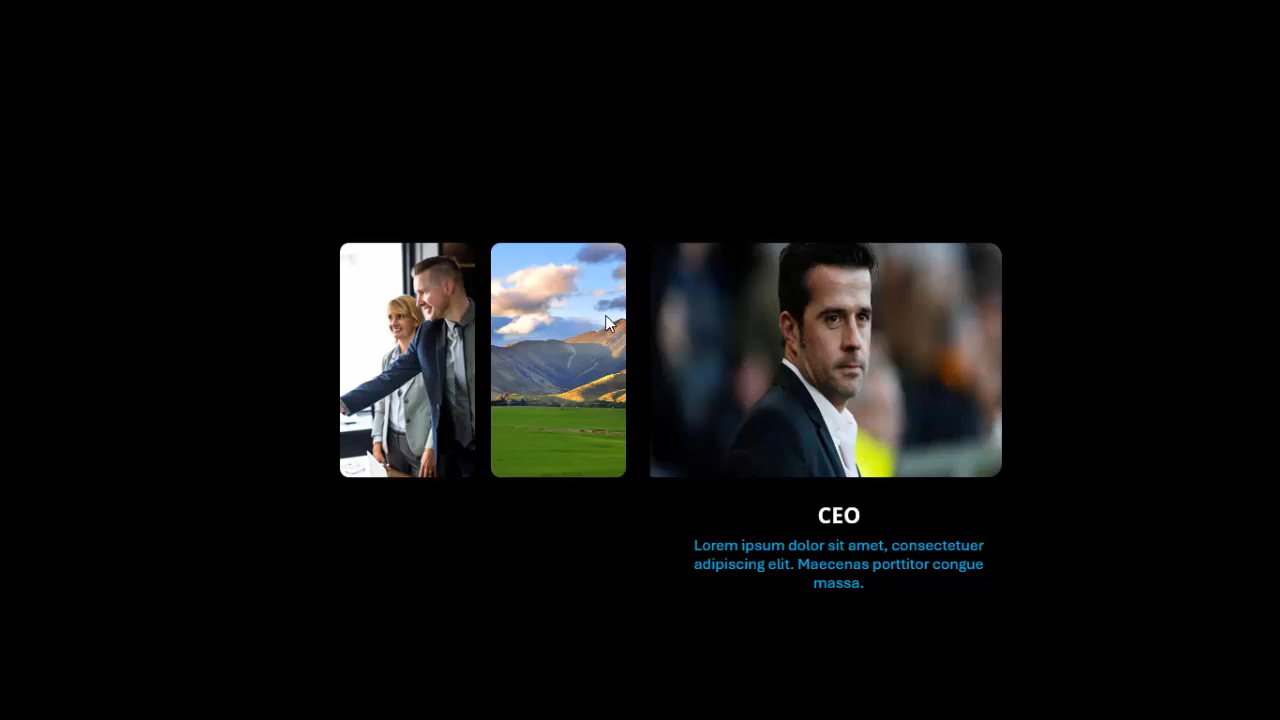 CEO
Lorem ipsum dolor sit amet, consectetuer
adipiscing elit. Maecenas porttitor congue
massa.